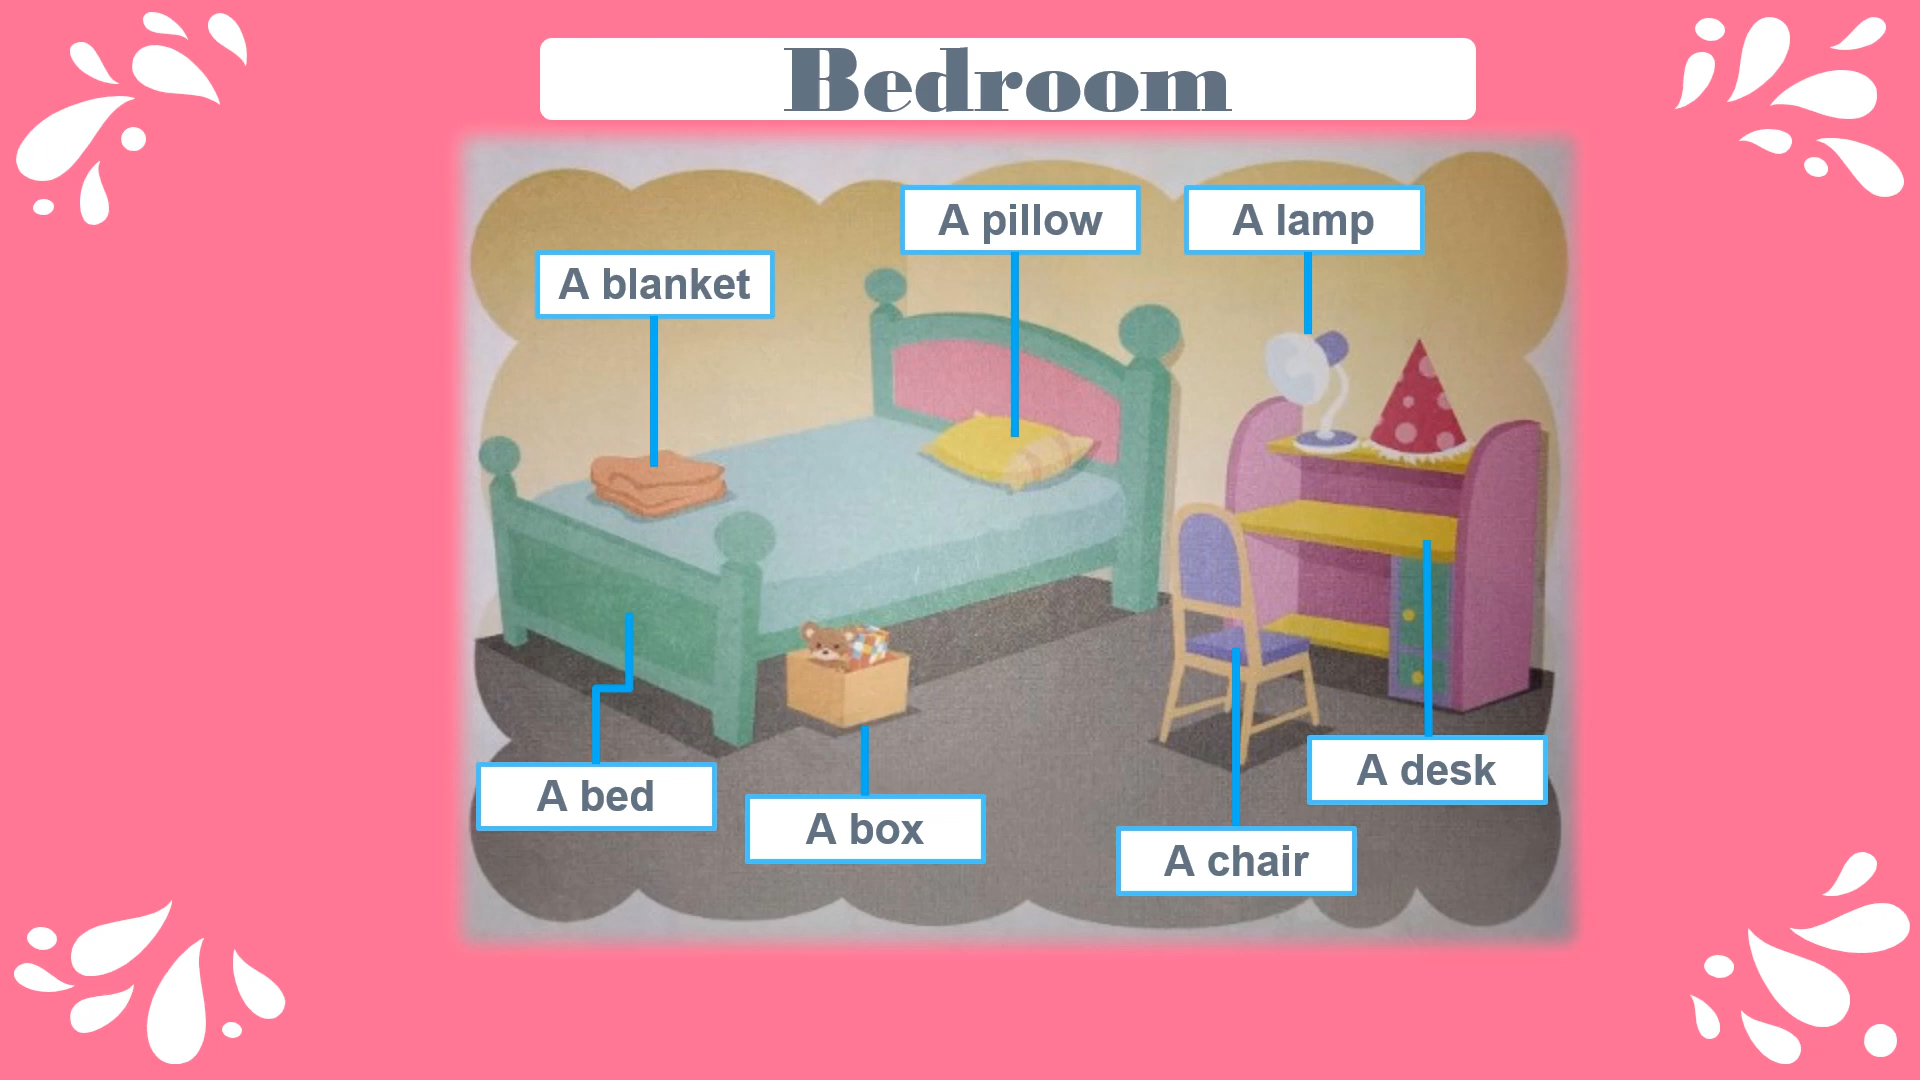 Bedroom
A pillow
A lamp
A blanket
A desk
A bed
A box
A chair